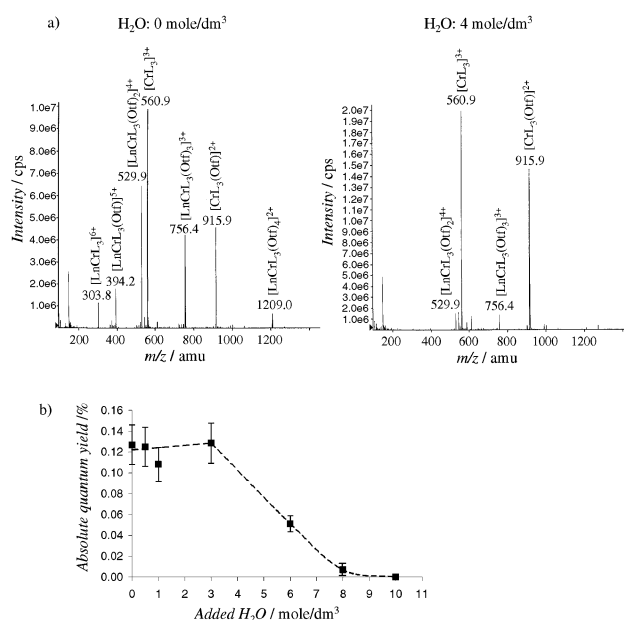 a)
H₂O: 0 mole/dm³
H₂O: 4 mole/dm³
Intensity / cps
1.0e7
9.0e6
8.0e6
7.0e6
6.0e6
5.0e6
4.0e6
3.0e6
2.0e6
1.0e6
[LnCrL₃]⁶⁺
303.8
[LnCrL₃(Otf)]⁵⁺
394.2
[LnCrL₃(Otf)₂]⁴⁺
529.9
[CrL₃]³⁺
560.9
[LnCrL₃(Otf)₃]³⁺
756.4
[CrL₃(Otf)]²⁺
915.9
[LnCrL₃(Otf)₄]²⁺
1209.0
200 400 600 800 1000 1200
m/z / amu
Intensity / cps
2.0e7
1.9e7
1.8e7
1.7e7
1.6e7
1.5e7
1.4e7
1.3e7
1.2e7
1.1e7
1.0e7
9.0e6
8.0e6
7.0e6
6.0e6
5.0e6
4.0e6
3.0e6
2.0e6
1.0e6
[LnCrL₃(Otf)₂]⁴⁺
529.9
[CrL₃]³⁺
560.9
[LnCrL₃(Otf)₃]³⁺
756.4
[CrL₃(Otf)]²⁺
915.9
200 400 600 800 1000 1200
m/z / amu
b)
Absolute quantum yield /%
0.16
0.14
0.12
0.10
0.08
0.06
0.04
0.02
0.00
0 1 2 3 4 5 6 7 8 9 10 11
Added H₂O / mole/dm³